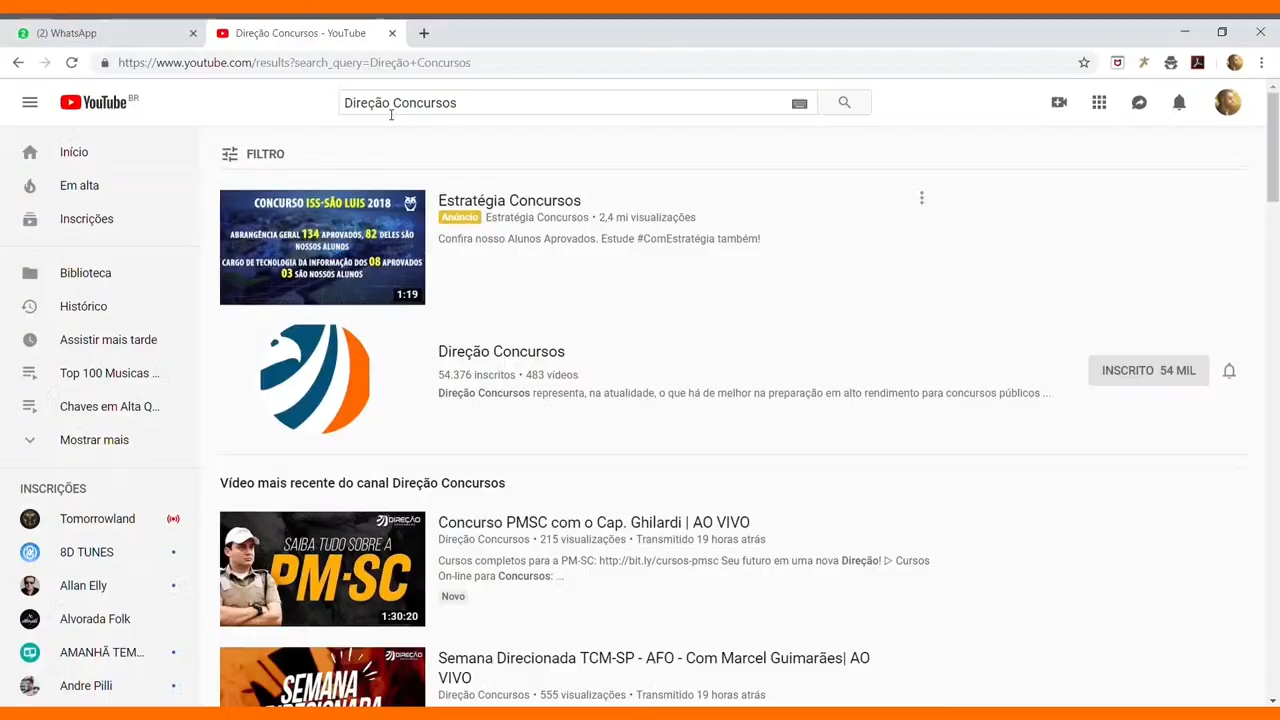 (2) WhatsApp
Direção Concursos - YouTube
https://www.youtube.com/results?search_query=Direção+Concursos
YouTube BR
Direção Concursos
Início
Em alta
Inscrições
Biblioteca
Histórico
Assistir mais tarde
Top 100 Musicas ...
Chaves em Alta Q...
Mostrar mais
INSCRIÇÕES
Tomorrowland
8D TUNES
Allan Elly
Alvorada Folk
AMANHÃ TEM...
Andre Pilli
FILTRO
CONCURSO ISS-SÃO LUIS 2018
ABRANGÊNCIA GERAL 134 APROVADOS, 82 DELES SÃO
NOSSOS ALUNOS
CARGO DE TECNOLOGIA DA INFORMAÇÃO DOS 08 APROVADOS
03 SÃO NOSSOS ALUNOS
1:19
Estratégia Concursos
Anúncio Estratégia Concursos • 2,4 mi visualizações
Confira nosso Alunos Aprovados. Estude #ComEstratégia também!
Direção Concursos
54.376 inscritos • 483 vídeos
Direção Concursos representa, na atualidade, o que há de melhor na preparação em alto rendimento para concursos públicos ...
INSCRITO 54 MIL
Vídeo mais recente do canal Direção Concursos
DIREÇÃO
SAIBA TUDO SOBRE A
PM-SC
1:30:20
Concurso PMSC com o Cap. Ghilardi | AO VIVO
Direção Concursos • 215 visualizações • Transmitido 19 horas atrás
Cursos completos para a PM-SC: http://bit.ly/cursos-pmsc Seu futuro em uma nova Direção! ▷ Cursos
On-line para Concursos: ...
Novo
DIREÇÃO
SEMANA
DIRECIONADA
Semana Direcionada TCM-SP - AFO - Com Marcel Guimarães| AO
VIVO
Direção Concursos • 555 visualizações • Transmitido 19 horas atrás